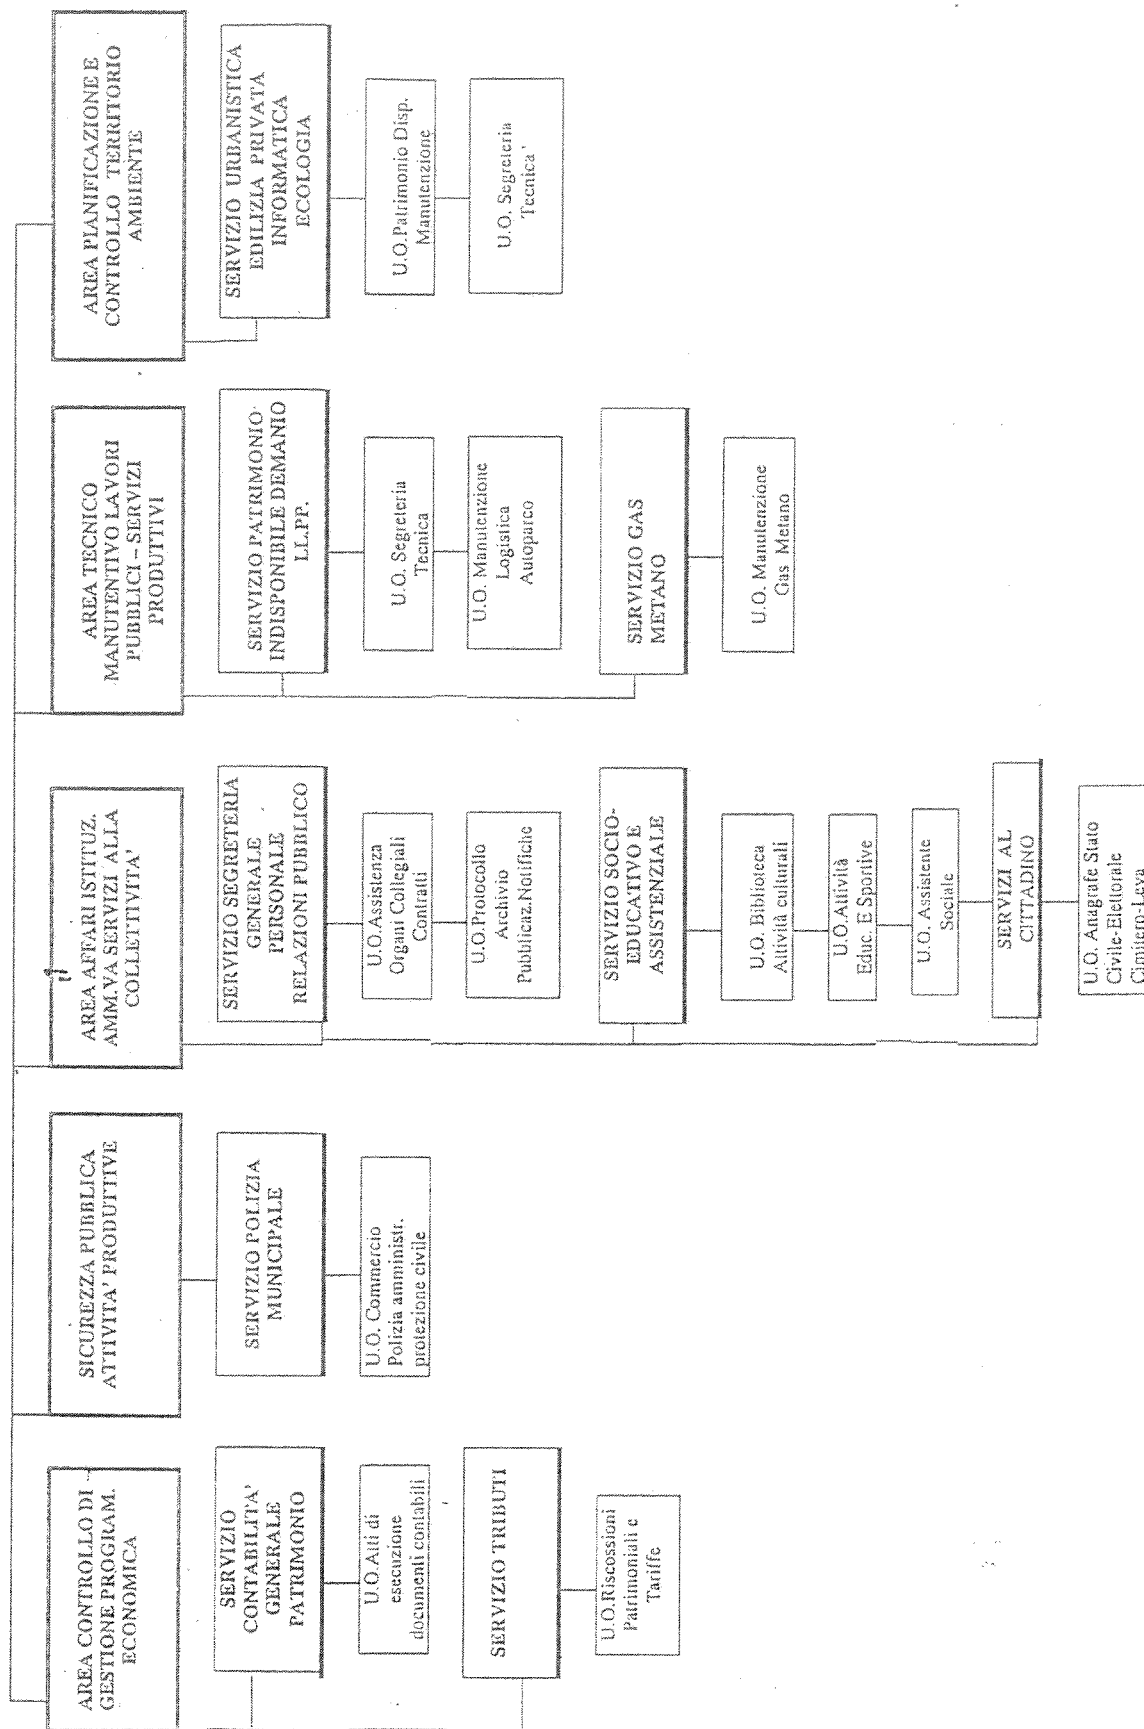 AREA CONTROLLO DI
GESTIONE PROGRAM.
ECONOMICA
SERVIZIO
CONTABILITA'
GENERALE
PATRIMONIO
U.O.Atti di
esecuzione
documenti contabili
SERVIZIO TRIBUTI
U.O.Riscossioni
Patrimoniali e
Tariffe
SICUREZZA PUBBLICA
ATTIVITA' PRODUTTIVE
SERVIZIO POLIZIA
MUNICIPALE
U.O. Commercio
Polizia amministr.
protezione civile
AREA AFFARI ISTITUZ.
AMM.VA SERVIZI ALLA
COLLETTIVITA'
SERVIZIO SEGRETERIA
GENERALE
PERSONALE
RELAZIONI PUBBLICO
U.O.Assistenza
Organi Collegiali
Contratti
U.O.Protocollo
Archivio
Pubblicaz.Notifiche
SERVIZIO SOCIO-
EDUCATIVO E
ASSISTENZIALE
U.O. Biblioteca
Attività culturali
U.O.Attività
Educ. E Sportive
U.O. Assistente
Sociale
SERVIZI AL
CITTADINO
U.O. Anagrafe Stato
Civile-Elettorale
Cimitero-Leva
AREA TECNICO
MANUTENTIVO LAVORI
PUBBLICI – SERVIZI
PRODUTTIVI
SERVIZIO PATRIMONIO
INDISPONIBILE DEMANIO
LL.PP.
U.O. Segreteria
Tecnica
U.O. Manutenzione
Logistica
Autoparco
SERVIZIO GAS
METANO
U.O. Manutenzione
Gas Metano
AREA PIANIFICAZIONE E
CONTROLLO TERRITORIO
AMBIENTE
SERVIZIO URBANISTICA
EDILIZIA PRIVATA
INFORMATICA
ECOLOGIA
U.O.Patrimonio Disp.
Manutenzione
U.O. Segreteria
Tecnica